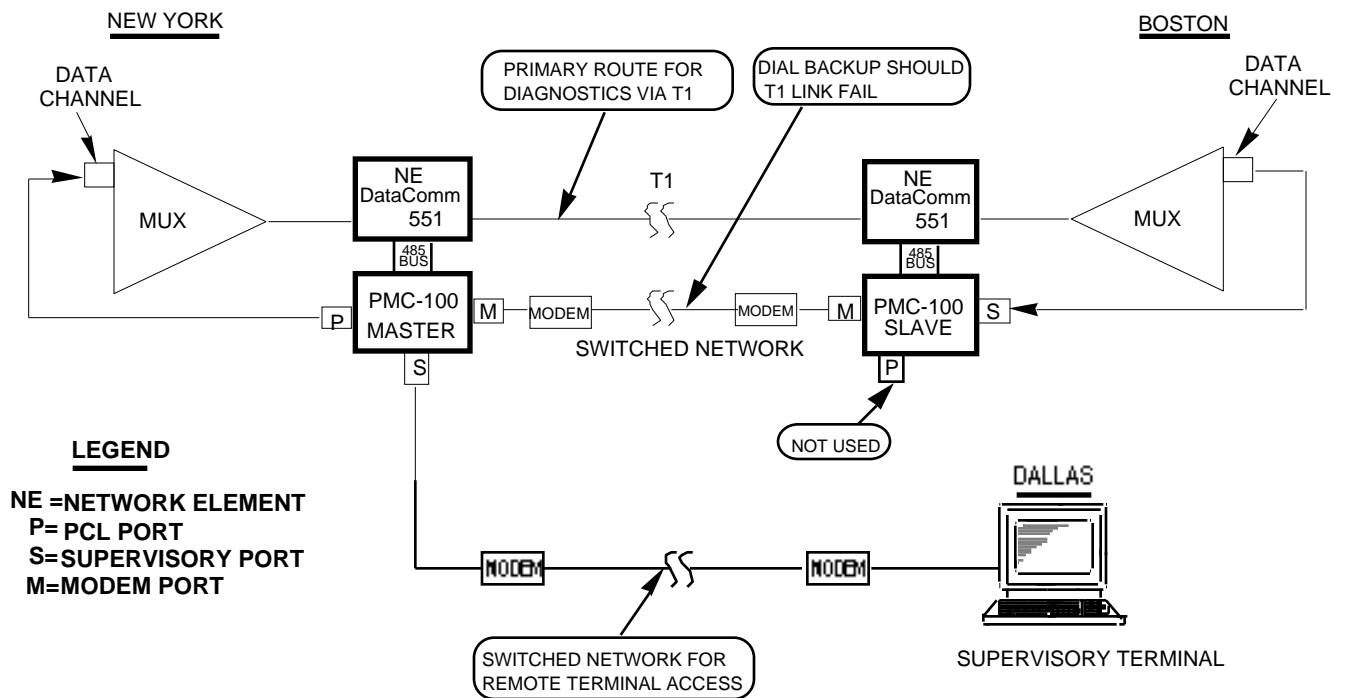 NEW YORK
BOSTON
DATA
CHANNEL
PRIMARY ROUTE FOR
DIAGNOSTICS VIA T1
DIAL BACKUP SHOULD
T1 LINK FAIL
DATA
CHANNEL
MUX
NE
DataComm
551
T1
NE
DataComm
551
MUX
485
BUS
485
BUS
P
PMC-100
MASTER
M
MODEM
MODEM
M
PMC-100
SLAVE
S
SWITCHED NETWORK
S
P
NOT USED
LEGEND
NE =NETWORK ELEMENT
P= PCL PORT
S=SUPERVISORY PORT
M=MODEM PORT
DALLAS
MODEM
MODEM
SWITCHED NETWORK FOR
REMOTE TERMINAL ACCESS
SUPERVISORY TERMINAL